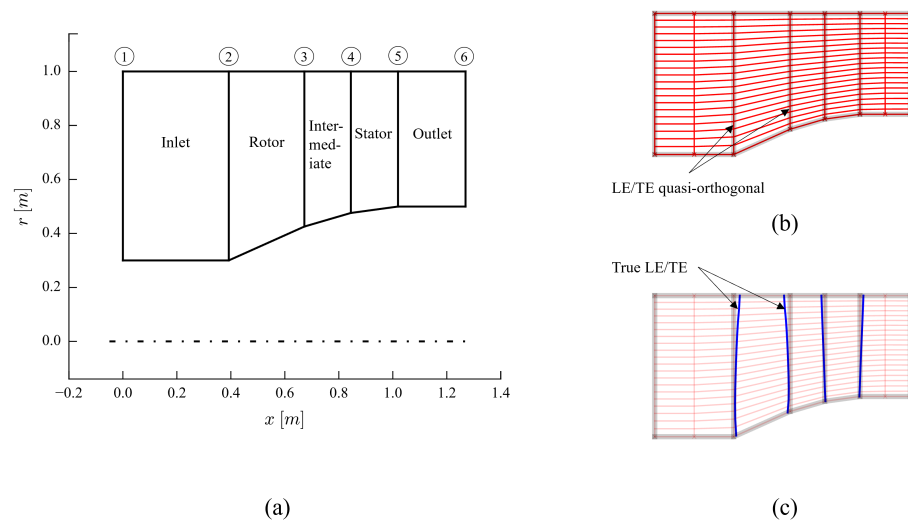 ① ② ③ ④ ⑤ ⑥
1.0
0.8
0.6
0.4
0.2
0.0
r [m]
Inlet
Rotor
Inter-
med-
iate
Stator
Outlet
−0.2 0.0 0.2 0.4 0.6 0.8 1.0 1.2 1.4
x [m]
(a)
LE/TE quasi-orthogonal
(b)
True LE/TE
(c)